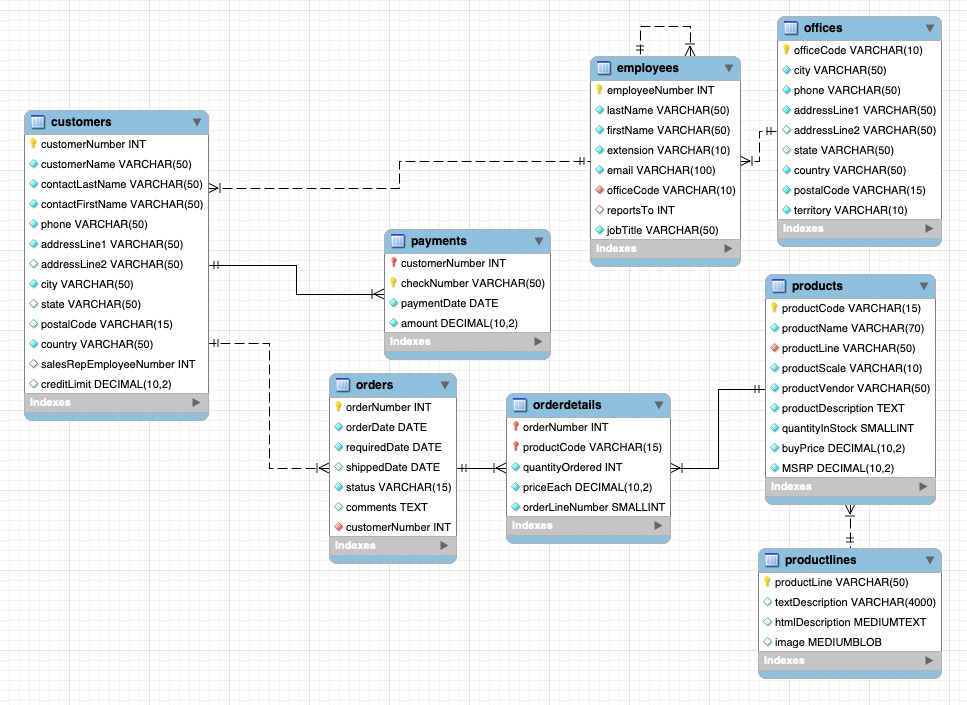 customers
customerNumber INT
customerName VARCHAR(50)
contactLastName VARCHAR(50)
contactFirstName VARCHAR(50)
phone VARCHAR(50)
addressLine1 VARCHAR(50)
addressLine2 VARCHAR(50)
city VARCHAR(50)
state VARCHAR(50)
postalCode VARCHAR(15)
country VARCHAR(50)
salesRepEmployeeNumber INT
creditLimit DECIMAL(10,2)
Indexes
payments
customerNumber INT
checkNumber VARCHAR(50)
paymentDate DATE
amount DECIMAL(10,2)
Indexes
orders
orderNumber INT
orderDate DATE
requiredDate DATE
shippedDate DATE
status VARCHAR(15)
comments TEXT
customerNumber INT
Indexes
orderdetails
orderNumber INT
productCode VARCHAR(15)
quantityOrdered INT
priceEach DECIMAL(10,2)
orderLineNumber SMALLINT
Indexes
employees
employeeNumber INT
lastName VARCHAR(50)
firstName VARCHAR(50)
extension VARCHAR(10)
email VARCHAR(100)
officeCode VARCHAR(10)
reportsTo INT
jobTitle VARCHAR(50)
Indexes
offices
officeCode VARCHAR(10)
city VARCHAR(50)
phone VARCHAR(50)
addressLine1 VARCHAR(50)
addressLine2 VARCHAR(50)
state VARCHAR(50)
country VARCHAR(50)
postalCode VARCHAR(15)
territory VARCHAR(10)
Indexes
products
productCode VARCHAR(15)
productName VARCHAR(70)
productLine VARCHAR(50)
productScale VARCHAR(10)
productVendor VARCHAR(50)
productDescription TEXT
quantityInStock SMALLINT
buyPrice DECIMAL(10,2)
MSRP DECIMAL(10,2)
Indexes
productlines
productLine VARCHAR(50)
textDescription VARCHAR(4000)
htmlDescription MEDIUMTEXT
image MEDIUMBLOB
Indexes